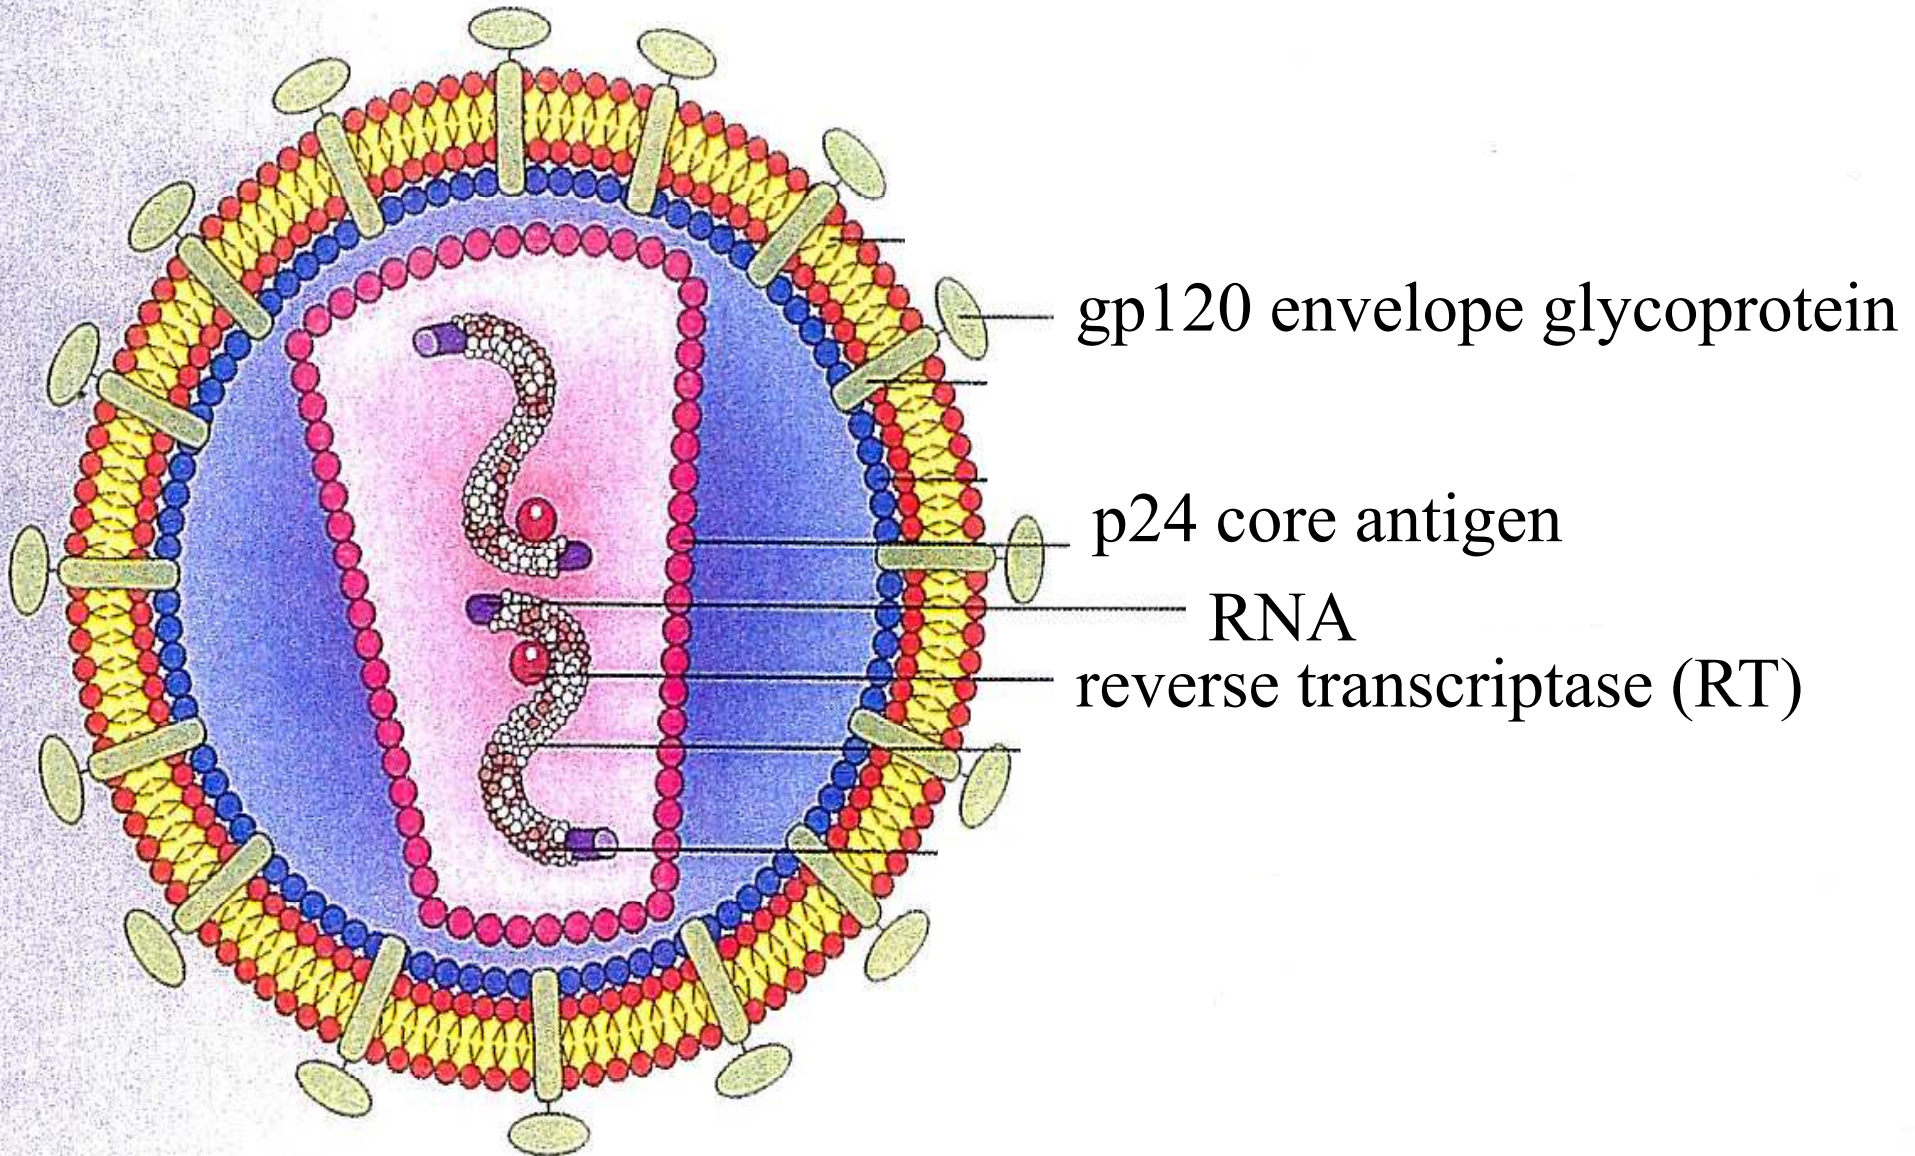 gp120 envelope glycoprotein
p24 core antigen
RNA
reverse transcriptase (RT)